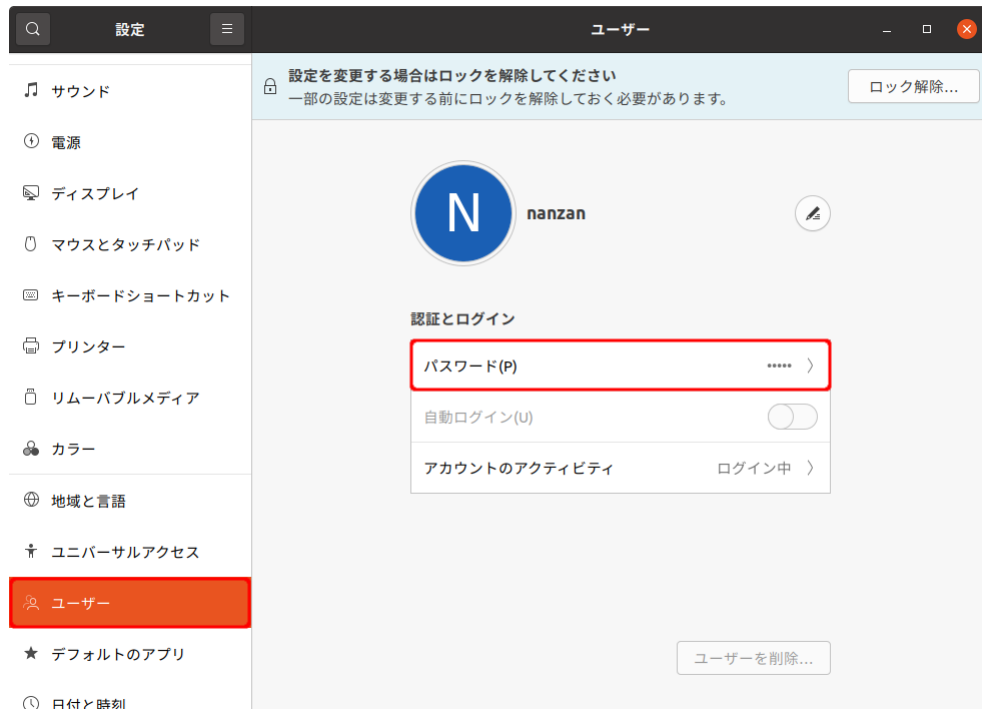 設定
ユーザー
サウンド
電源
ディスプレイ
マウスとタッチパッド
キーボードショートカット
プリンター
リムーバブルメディア
カラー
地域と言語
ユニバーサルアクセス
ユーザー
デフォルトのアプリ
日付と時刻
設定を変更する場合はロックを解除してください
一部の設定は変更する前にロックを解除しておく必要があります。
ロック解除...
N
nanzan
認証とログイン
パスワード(P) •••••
自動ログイン(U)
アカウントのアクティビティ ログイン中
ユーザーを削除...